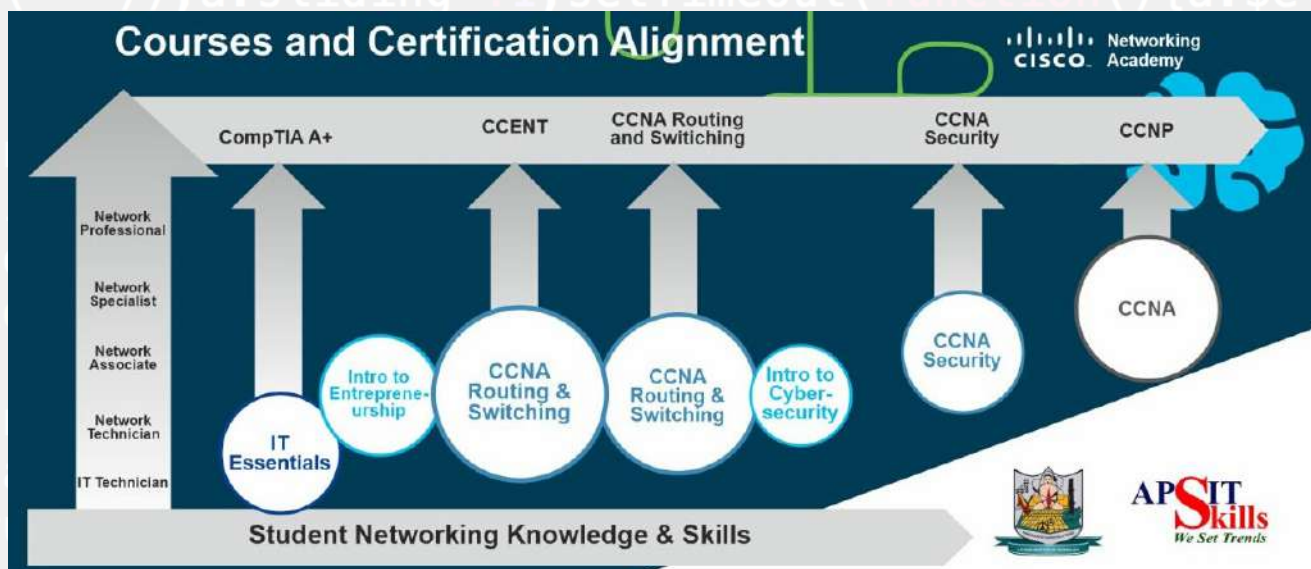 Courses and Certification Alignment
CISCO
Networking
Academy
CompTIA A+
CCENT
CCNA Routing
and Switiching
CCNA
Security
CCNP
Network
Professional
Network
Specialist
Network
Associate
Network
Technician
IT Technician
IT
Essentials
Intro to
Entreprene-
urship
CCNA
Routing &
Switching
CCNA
Routing &
Switching
Intro to
Cyber-
security
CCNA
Security
CCNA
Student Networking Knowledge & Skills
APSIT
Skills
We Set Trends